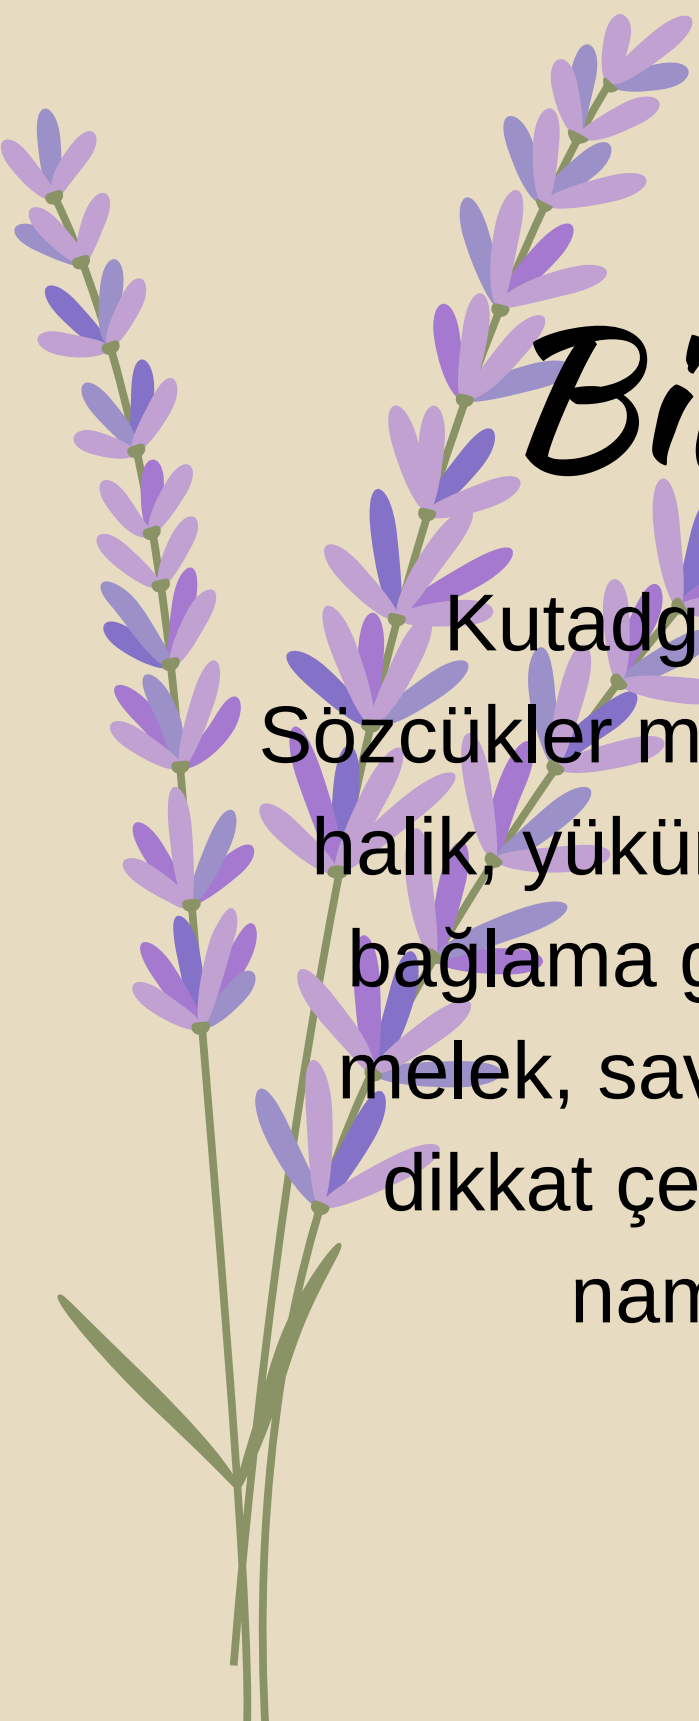 Bi
Kutadg
Sözcükler m
halik, yükü
bağlama g
melek, sav
dikkat çe
nam